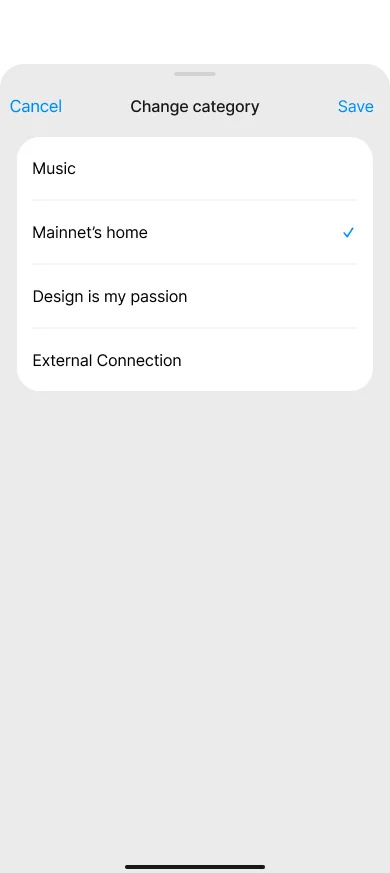 Cancel Change category Save
Music
Mainnet’s home
Design is my passion
External Connection